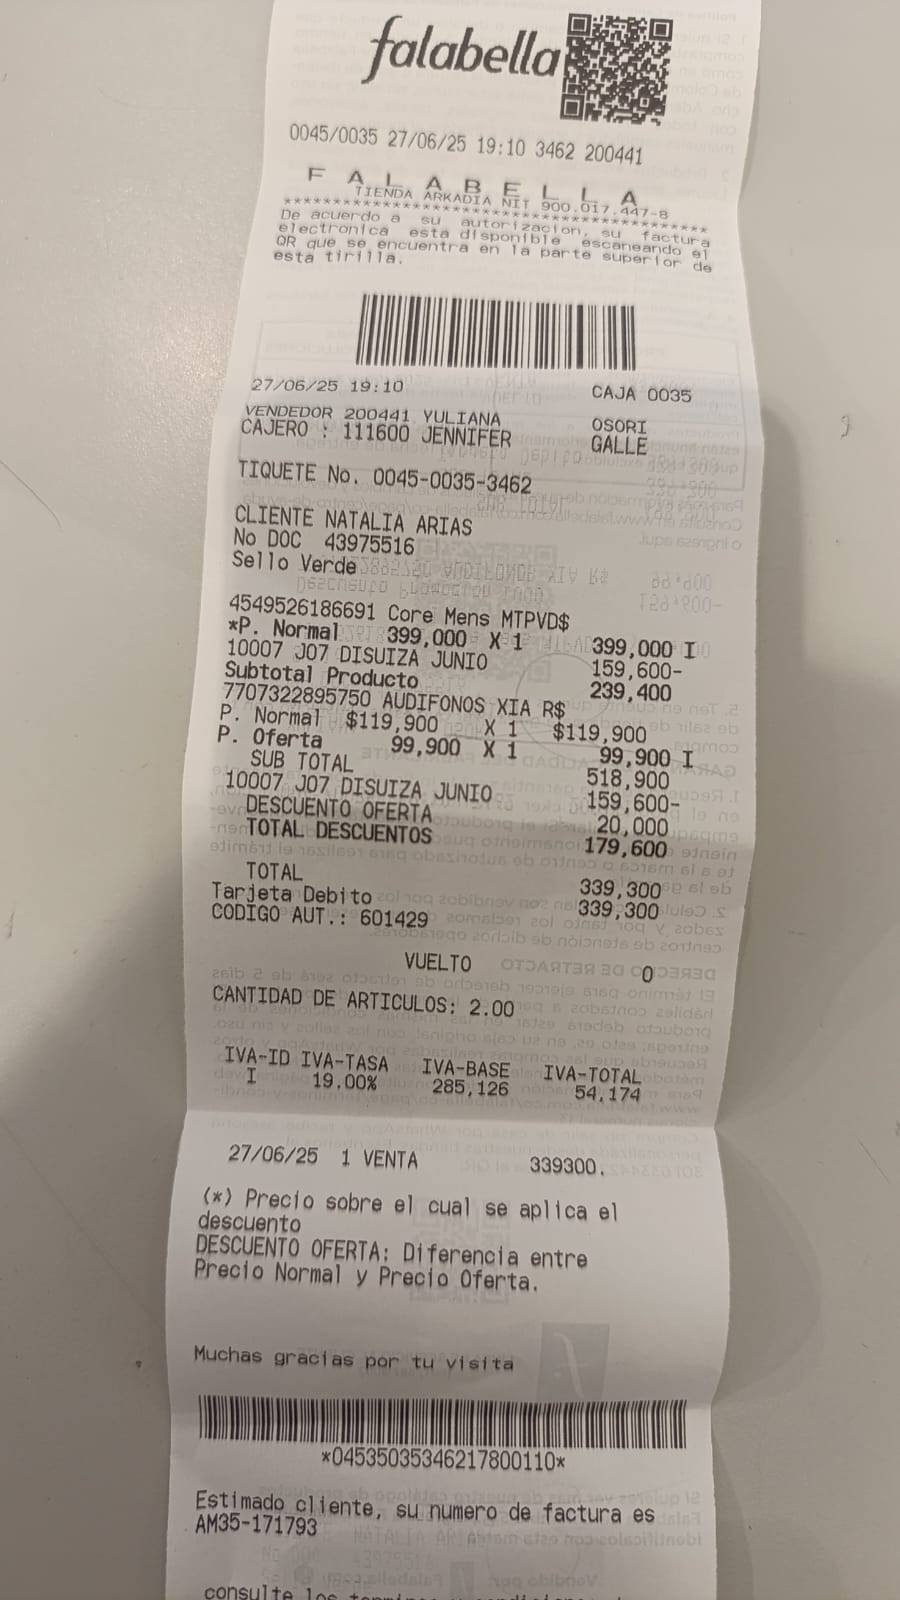 falabella
0045/0035 27/06/25 19:10 3462 200441
F A L A B E L L A
TIENDA ARKADIA NIT 900.017.447-8
****************************************
De acuerdo a su autorizacion, su factura
electronica esta disponible escaneando el
QR que se encuentra en la parte superior de
esta tirilla.
27/06/25 19:10 CAJA 0035
VENDEDOR 200441 YULIANA OSORI
CAJERO : 111600 JENNIFER GALLE
TIQUETE No. 0045-0035-3462
CLIENTE NATALIA ARIAS
No DOC 43975516
Sello Verde
4549526186691 Core Mens MTPVD$
*P. Normal 399,000 X 1 399,000 I
10007 J07 DISUIZA JUNIO 159,600-
Subtotal Producto 239,400
7707322895750 AUDIFONOS XIA R$
P. Normal $119,900 X 1 $119,900
P. Oferta 99,900 X 1 99,900 I
SUB TOTAL 518,900
10007 J07 DISUIZA JUNIO 159,600-
DESCUENTO OFERTA 20,000
TOTAL DESCUENTOS 179,600
TOTAL 339,300
Tarjeta Debito 339,300
CODIGO AUT.: 601429
VUELTO 0
CANTIDAD DE ARTICULOS: 2.00
IVA-ID IVA-TASA IVA-BASE IVA-TOTAL
I 19.00% 285,126 54,174
27/06/25 1 VENTA 339300.
(*) Precio sobre el cual se aplica el
descuento
DESCUENTO OFERTA: Diferencia entre
Precio Normal y Precio Oferta.
Muchas gracias por tu visita
*04535035346217800110*
Estimado cliente, su numero de factura es
AM35-171793
consulte los terminos y condiciones